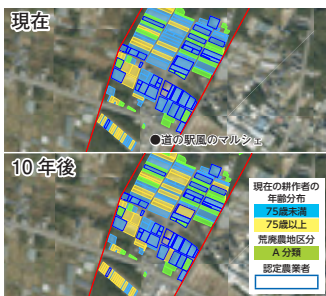 現在
●道の駅風のマルシェ
10年後
現在の耕作者の
年齢分布
75歳未満
75歳以上
荒廃農地区分
A分類
認定農業者